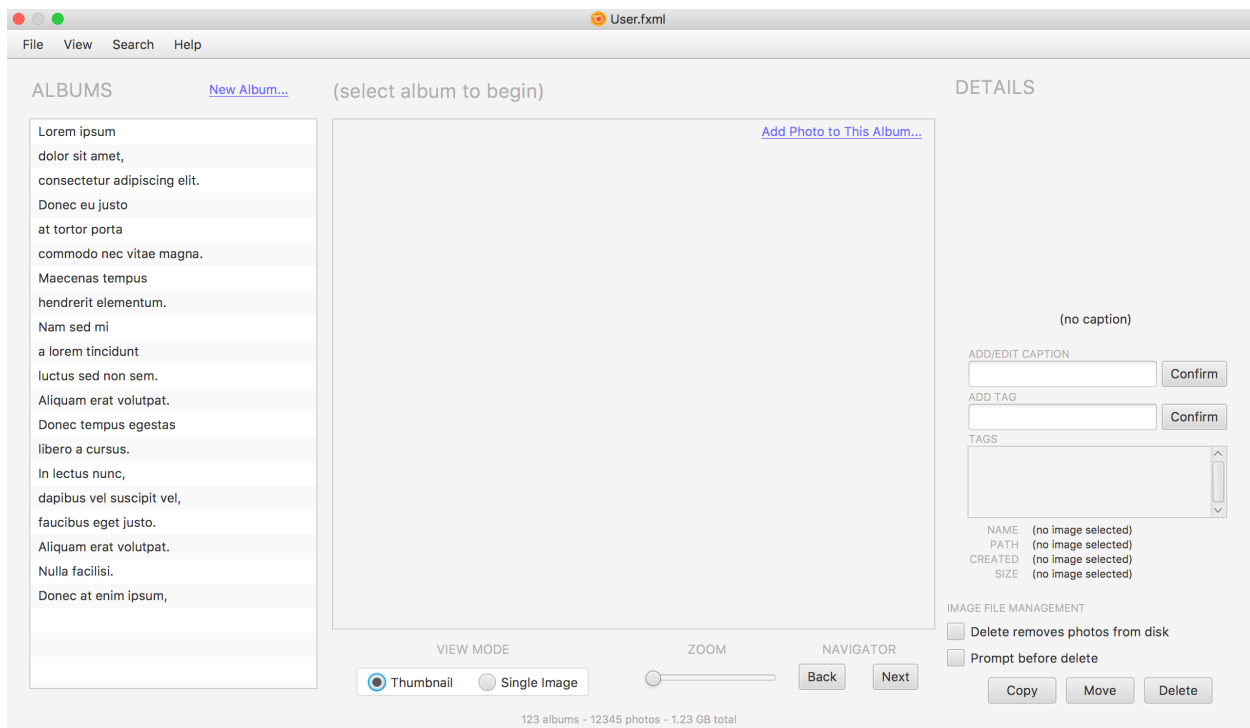 User.fxml
File View Search Help
ALBUMS New Album...
Lorem ipsum
dolor sit amet,
consectetur adipiscing elit.
Donec eu justo
at tortor porta
commodo nec vitae magna.
Maecenas tempus
hendrerit elementum.
Nam sed mi
a lorem tincidunt
luctus sed non sem.
Aliquam erat volutpat.
Donec tempus egestas
libero a cursus.
In lectus nunc,
dapibus vel suscipit vel,
faucibus eget justo.
Aliquam erat volutpat.
Nulla facilisi.
Donec at enim ipsum,
(select album to begin)
Add Photo to This Album...
VIEW MODE
Thumbnail Single Image
ZOOM
NAVIGATOR
Back Next
123 albums - 12345 photos - 1.23 GB total
DETAILS
(no caption)
ADD/EDIT CAPTION
Confirm
ADD TAG
Confirm
TAGS
NAME (no image selected)
PATH (no image selected)
CREATED (no image selected)
SIZE (no image selected)
IMAGE FILE MANAGEMENT
Delete removes photos from disk
Prompt before delete
Copy Move Delete